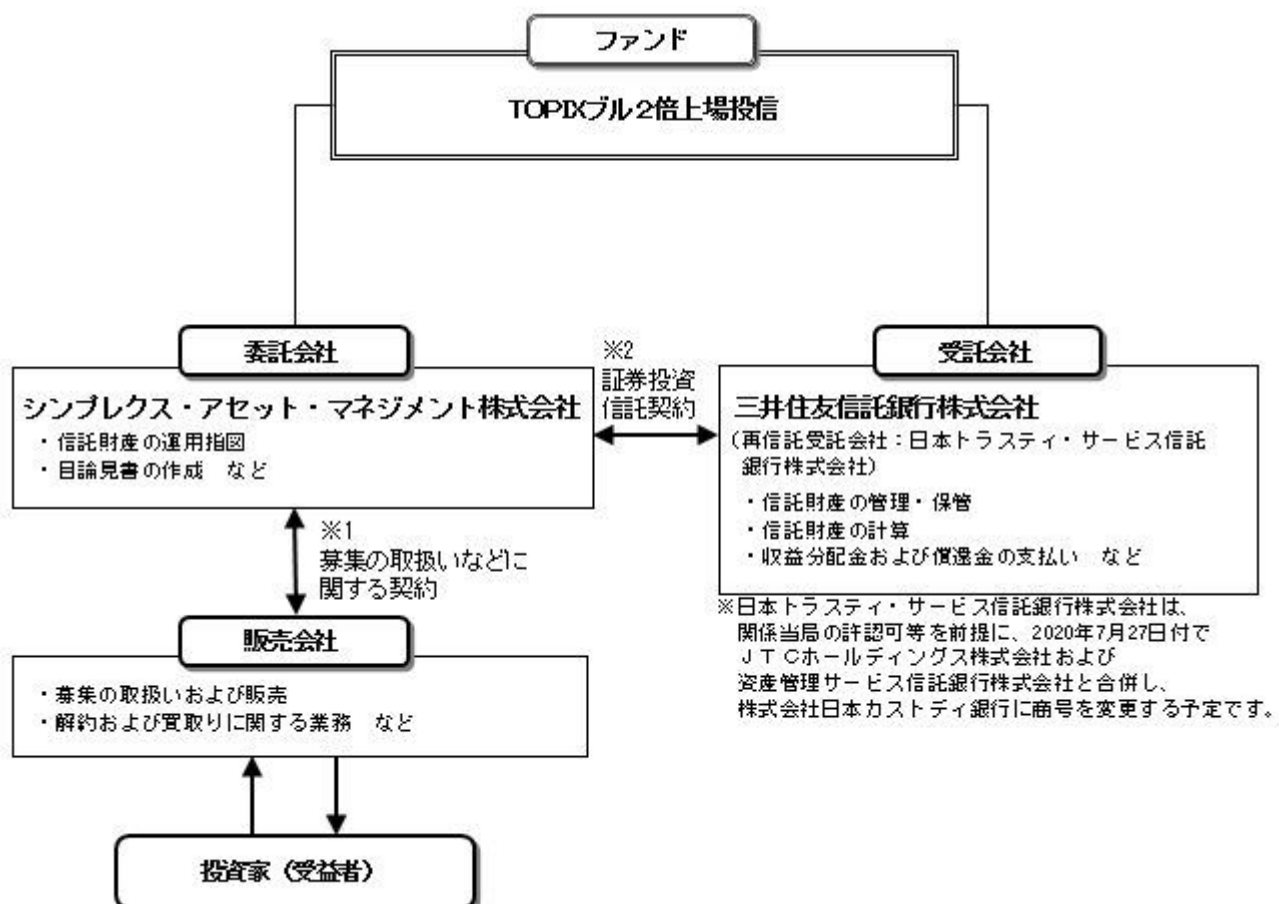 ファンド
TOPIXブル2倍上場投信
委託会社
シンプレクス・アセット・マネジメント株式会社
・信託財産の運用指図
・目論見書の作成　など
※2
証券投資
信託契約
受託会社
三井住友信託銀行株式会社
(再信託受託会社:日本トラスティ・サービス信託
銀行株式会社)
・信託財産の管理・保管
・信託財産の計算
・収益分配金および償還金の支払い　など
※日本トラスティ・サービス信託銀行株式会社は、
関係当局の許認可等を前提に、2020年7月27日付で
JTCホールディングス株式会社および
資産管理サービス信託銀行株式会社と合併し、
株式会社日本カストディ銀行に商号を変更する予定です。
※1
募集の取扱いなどに
関する契約
販売会社
・募集の取扱いおよび販売
・解約および買取りに関する業務　など
投資家(受益者)